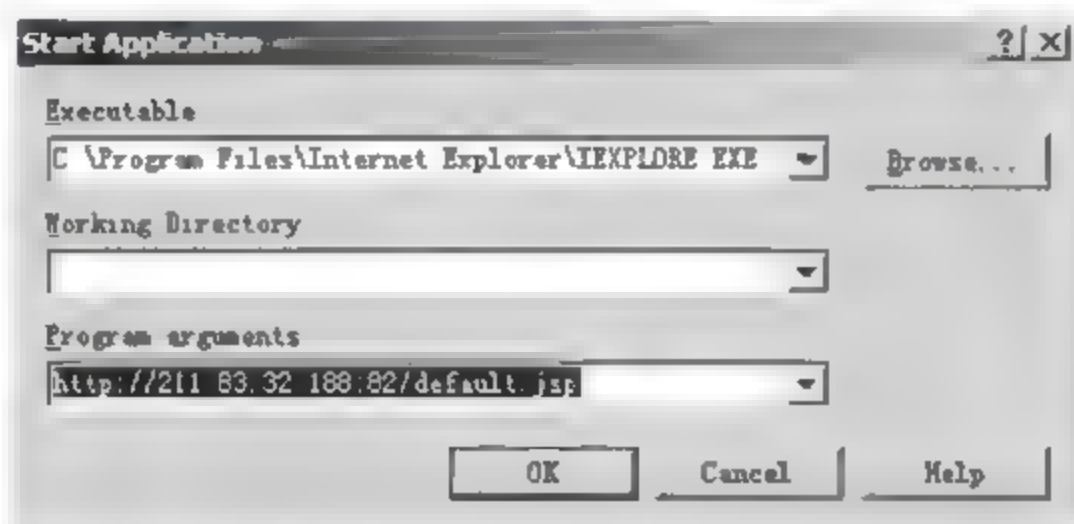 Start Application
Executable
C \Program Files\Internet Explorer\IEXPLORE EXE
Browse...
Working Directory
Program arguments
http://211 83.32 188:82/default.jsp
OK Cancel Help